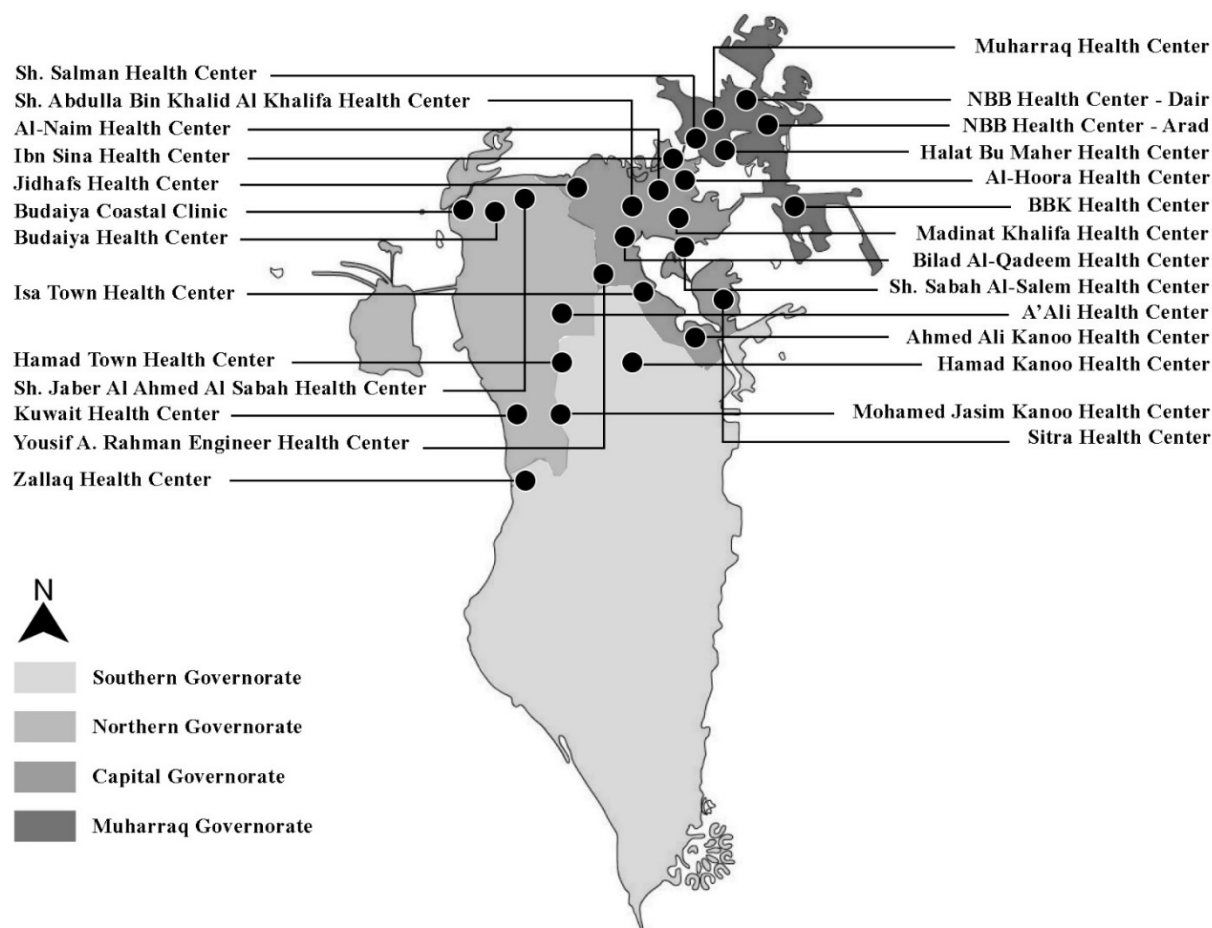 Muharraq Health Center
Sh. Salman Health Center
NBB Health Center - Dair
Sh. Abdulla Bin Khalid Al Khalifa Health Center
NBB Health Center - Arad
Al-Naim Health Center
Halat Bu Maher Health Center
Ibn Sina Health Center
Al-Hoora Health Center
Jidhafs Health Center
BBK Health Center
Budaiya Coastal Clinic
Madinat Khalifa Health Center
Budaiya Health Center
Bilad Al-Qadeem Health Center
Sh. Sabah Al-Salem Health Center
Isa Town Health Center
A’Ali Health Center
Ahmed Ali Kanoo Health Center
Hamad Town Health Center
Hamad Kanoo Health Center
Sh. Jaber Al Ahmed Al Sabah Health Center
Kuwait Health Center
Mohamed Jasim Kanoo Health Center
Yousif A. Rahman Engineer Health Center
Sitra Health Center
Zallaq Health Center
N
Southern Governorate
Northern Governorate
Capital Governorate
Muharraq Governorate